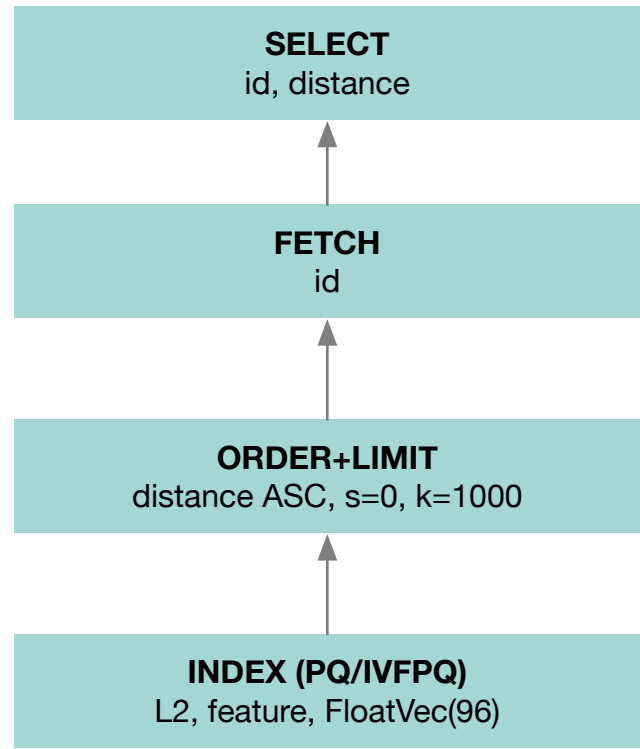 SELECT
id, distance
FETCH
id
ORDER+LIMIT
distance ASC, s=0, k=1000
INDEX (PQ/IVFPQ)
L2, feature, FloatVec(96)